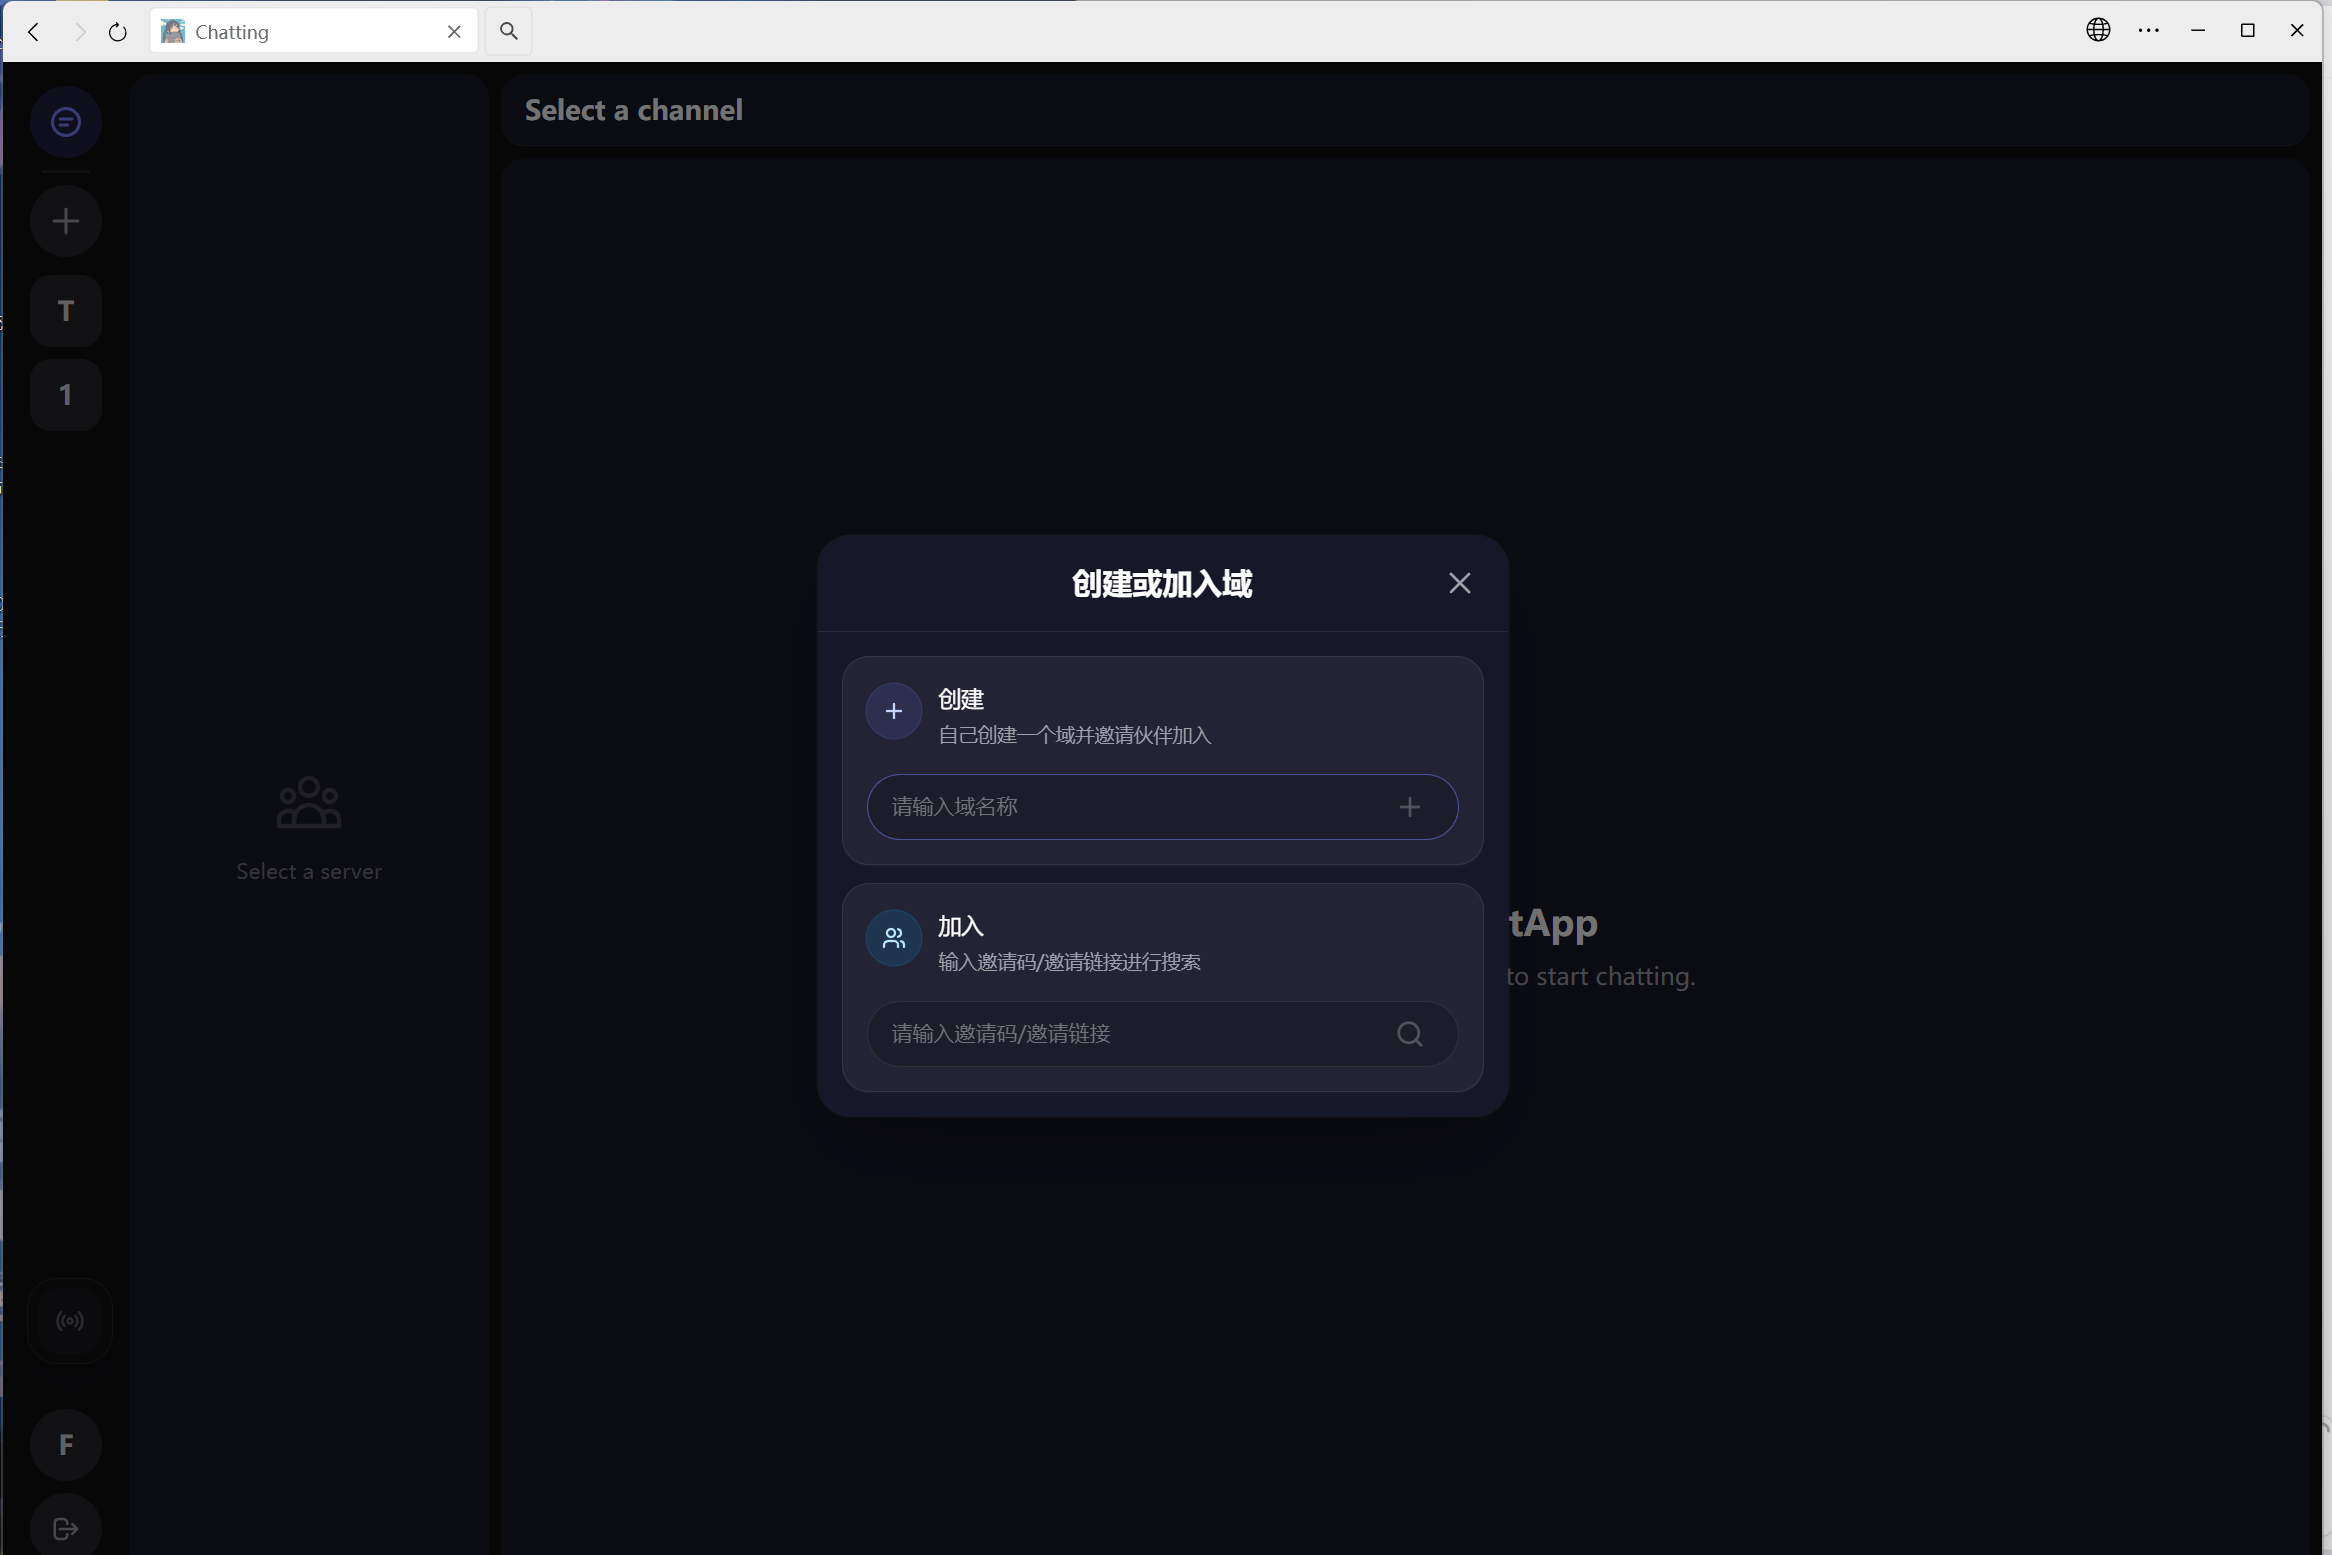 Chatting
Select a channel
T
1
Select a server
创建或加入域
创建
自己创建一个域并邀请伙伴加入
请输入域名称
加入
输入邀请码/邀请链接进行搜索
请输入邀请码/邀请链接
tApp
to start chatting.
F